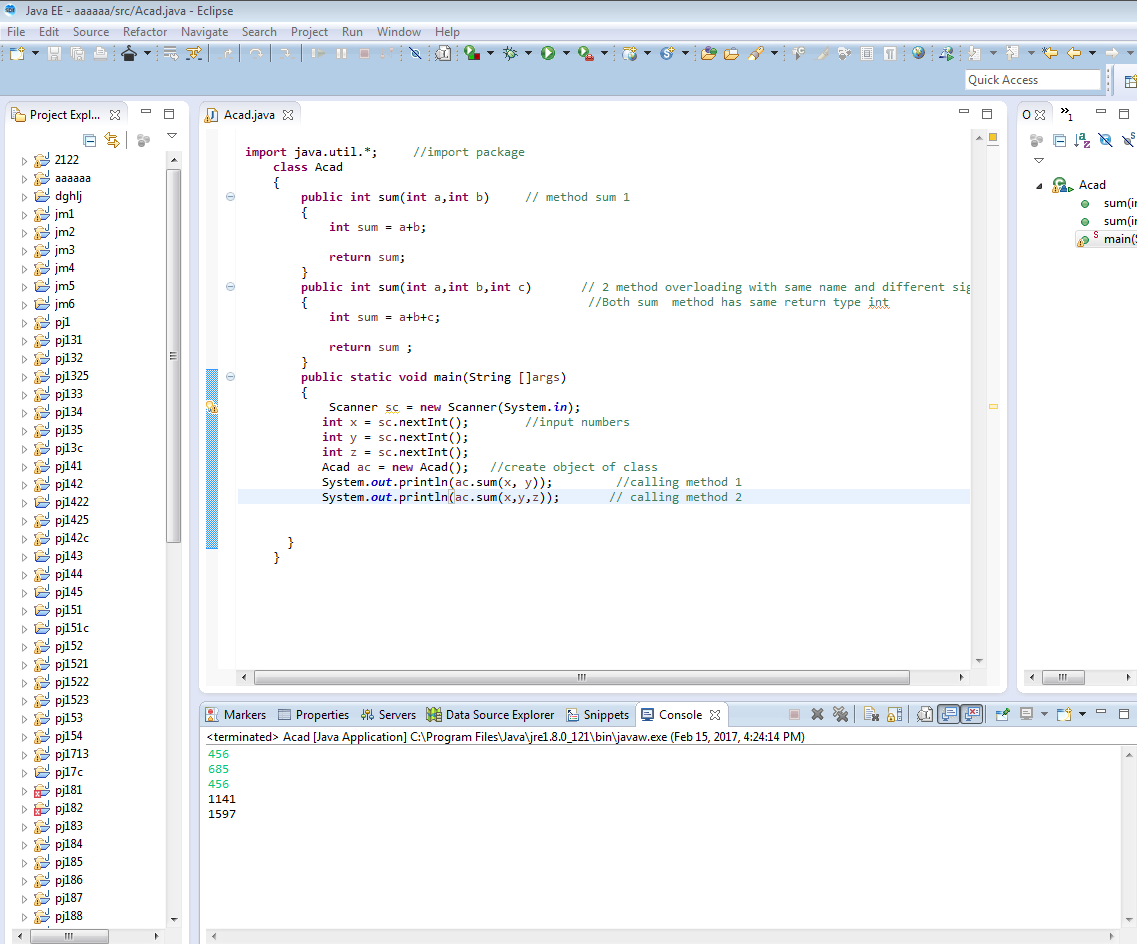 Java EE - aaaaaa/src/Acad.java - Eclipse
File Edit Source Refactor Navigate Search Project Run Window Help
Quick Access
Project Expl...
2122
aaaaaa
dghlj
jm1
jm2
jm3
jm4
jm5
jm6
pj1
pj131
pj132
pj1325
pj133
pj134
pj135
pj13c
pj141
pj142
pj1422
pj1425
pj142c
pj143
pj144
pj145
pj151
pj151c
pj152
pj1521
pj1522
pj1523
pj153
pj154
pj1713
pj17c
pj181
pj182
pj183
pj184
pj185
pj186
pj187
pj188
Acad.java
import java.util.*; //import package
class Acad
{
public int sum(int a,int b) // method sum 1
{
int sum = a+b;
return sum;
}
public int sum(int a,int b,int c) // 2 method overloading with same name and different sig
{ //Both sum method has same return type int
int sum = a+b+c;
return sum ;
}
public static void main(String []args)
{
Scanner sc = new Scanner(System.in);
int x = sc.nextInt(); //input numbers
int y = sc.nextInt();
int z = sc.nextInt();
Acad ac = new Acad(); //create object of class
System.out.println(ac.sum(x, y)); //calling method 1
System.out.println(ac.sum(x,y,z)); // calling method 2
}
}
O
»1
Acad
sum(in
sum(in
main(S
Markers Properties Servers Data Source Explorer Snippets Console
<terminated> Acad [Java Application] C:\Program Files\Java\jre1.8.0_121\bin\javaw.exe (Feb 15, 2017, 4:24:14 PM)
456
685
456
1141
1597